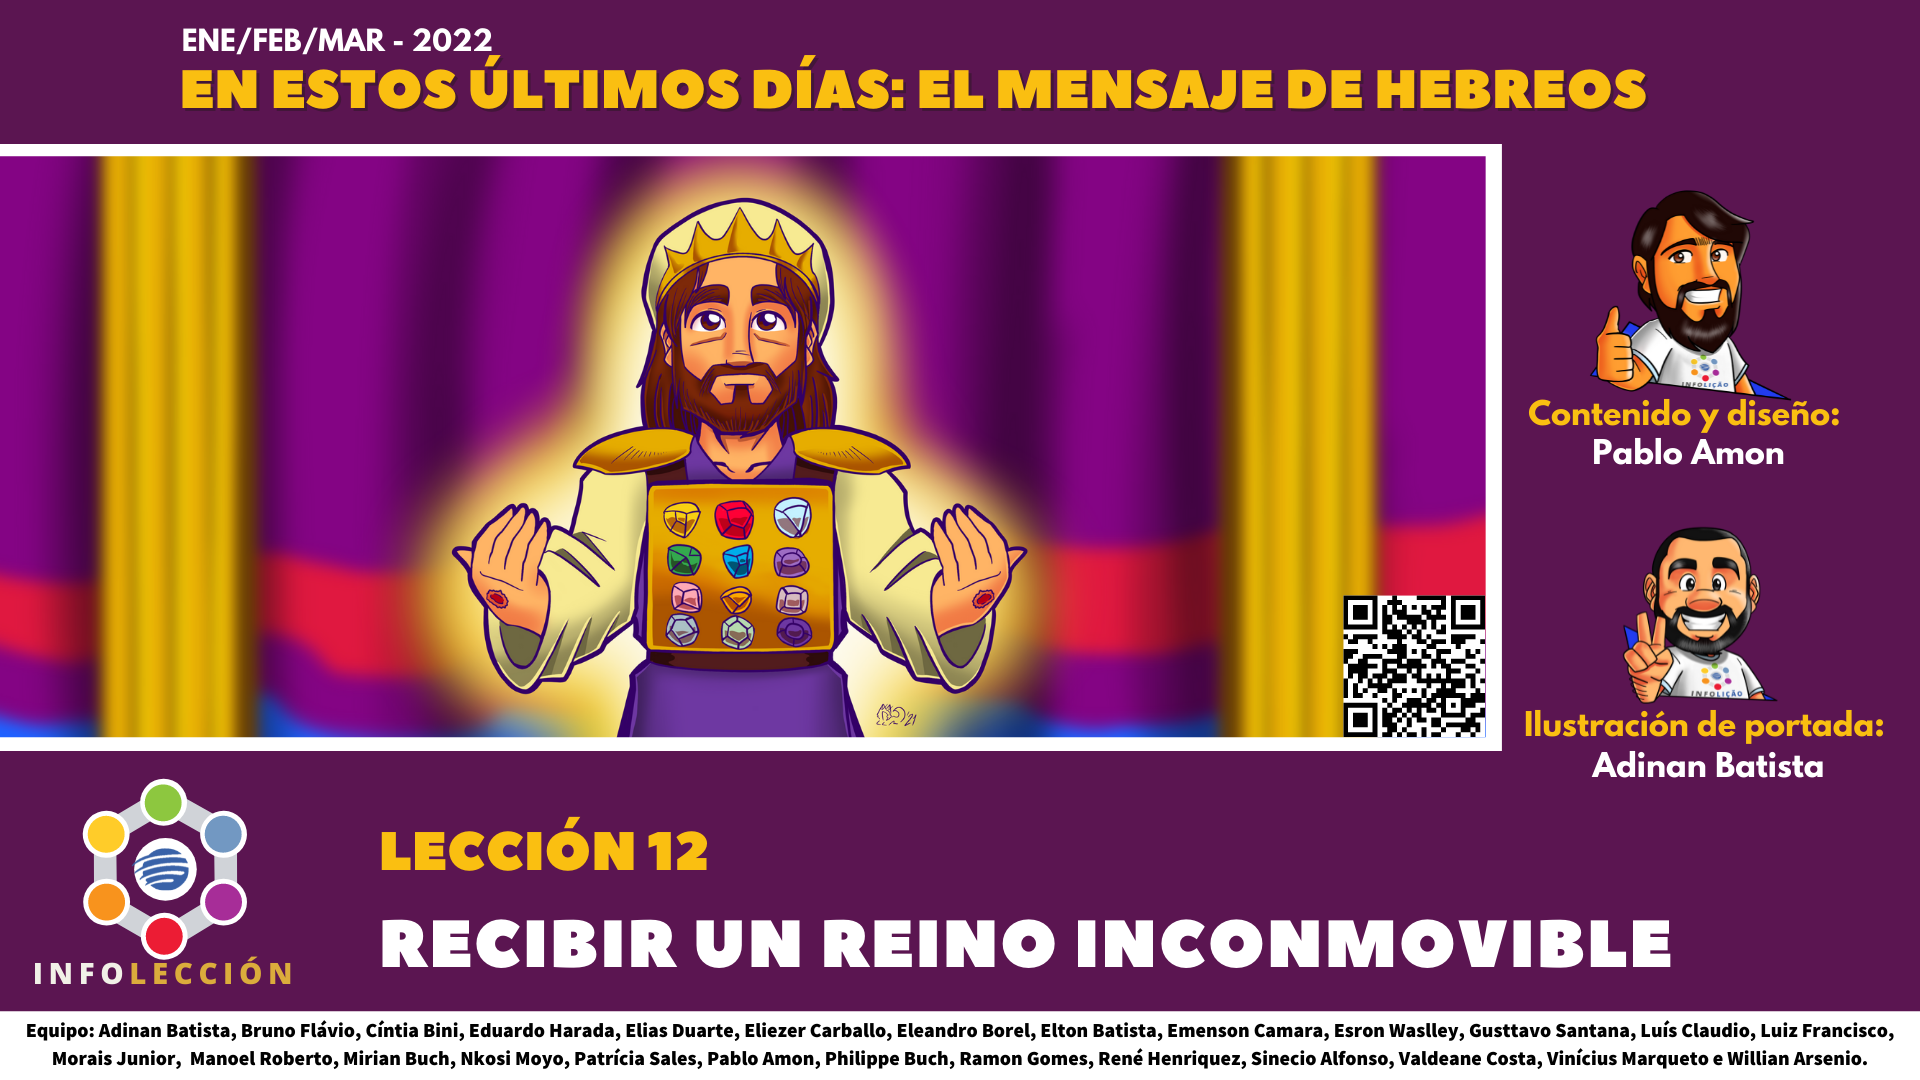 ENE/FEB/MAR - 2022
EN ESTOS ÚLTIMOS DÍAS: EL MENSAJE DE HEBREOS
INFOLIÇÃO
Contenido y diseño:
Pablo Amon
INFOLIÇÃO
Ilustración de portada:
Adinan Batista
LECCIÓN 12
RECIBIR UN REINO INCONMOVIBLE
INFOLECCIÓN
Equipo: Adinan Batista, Bruno Flávio, Cíntia Bini, Eduardo Harada, Elias Duarte, Eliezer Carballo, Eleandro Borel, Elton Batista, Emenson Camara, Esron Waslley, Gusttavo Santana, Luís Claudio, Luiz Francisco,
Morais Junior, Manoel Roberto, Mirian Buch, Nkosi Moyo, Patrícia Sales, Pablo Amon, Philippe Buch, Ramon Gomes, René Henriquez, Sinecio Alfonso, Valdeane Costa, Vinícius Marqueto e Willian Arsenio.